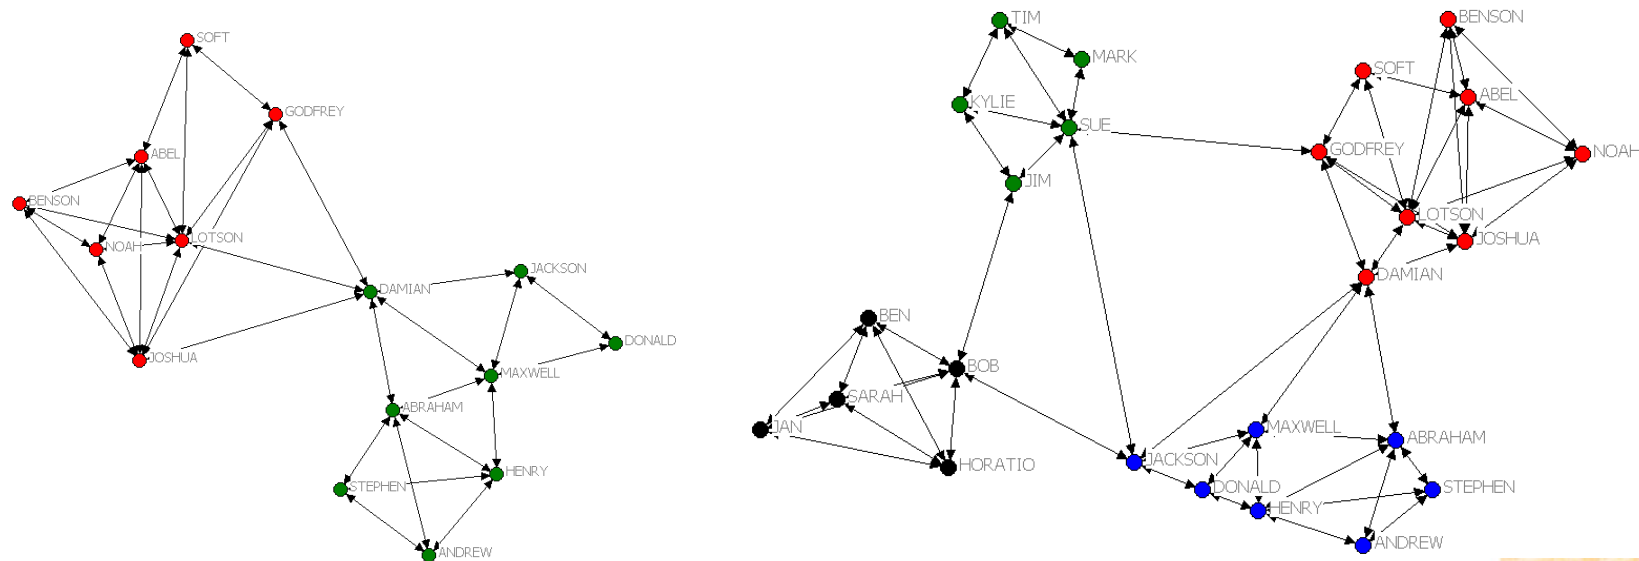 SOFT
GODFREY
ABEL
BENSON
LOTSON
NOAH
DAMIAN
JACKSON
DONALD
JOSHUA
MAXWELL
ABRAHAM
HENRY
STEPHEN
ANDREW
TIM
MARK
KYLIE
SUE
JIM
BENSON
SOFT
ABEL
GODFREY
NOAH
LOTSON
JOSHUA
DAMIAN
BEN
BOB
SARAH
JAN
HORATIO
MAXWELL
ABRAHAM
JACKSON
DONALD
STEPHEN
HENRY
ANDREW